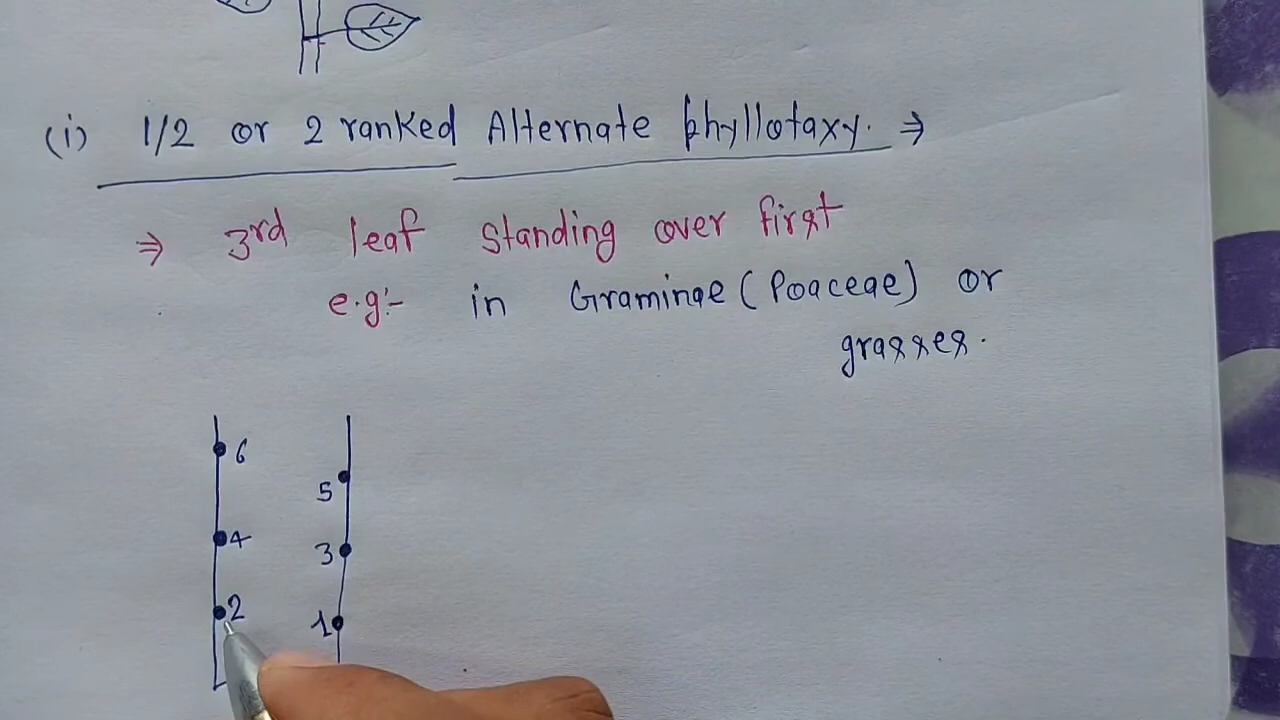 (i) 1/2 or 2 ranked Alternate phyllotaxy. ⇒
⇒ 3rd leaf standing over first
e.g:- in Graminae (Poaceae) or
grasses.
6
5
4
3
2
1